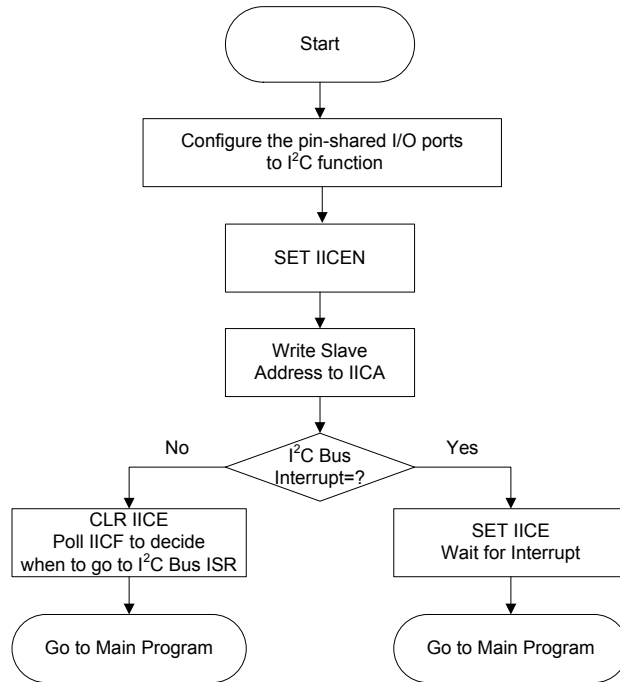 Start
Configure the pin-shared I/O ports
to I²C function
SET IICEN
Write Slave
Address to IICA
I²C Bus
Interrupt=?
No
Yes
CLR IICE
Poll IICF to decide
when to go to I²C Bus ISR
SET IICE
Wait for Interrupt
Go to Main Program
Go to Main Program